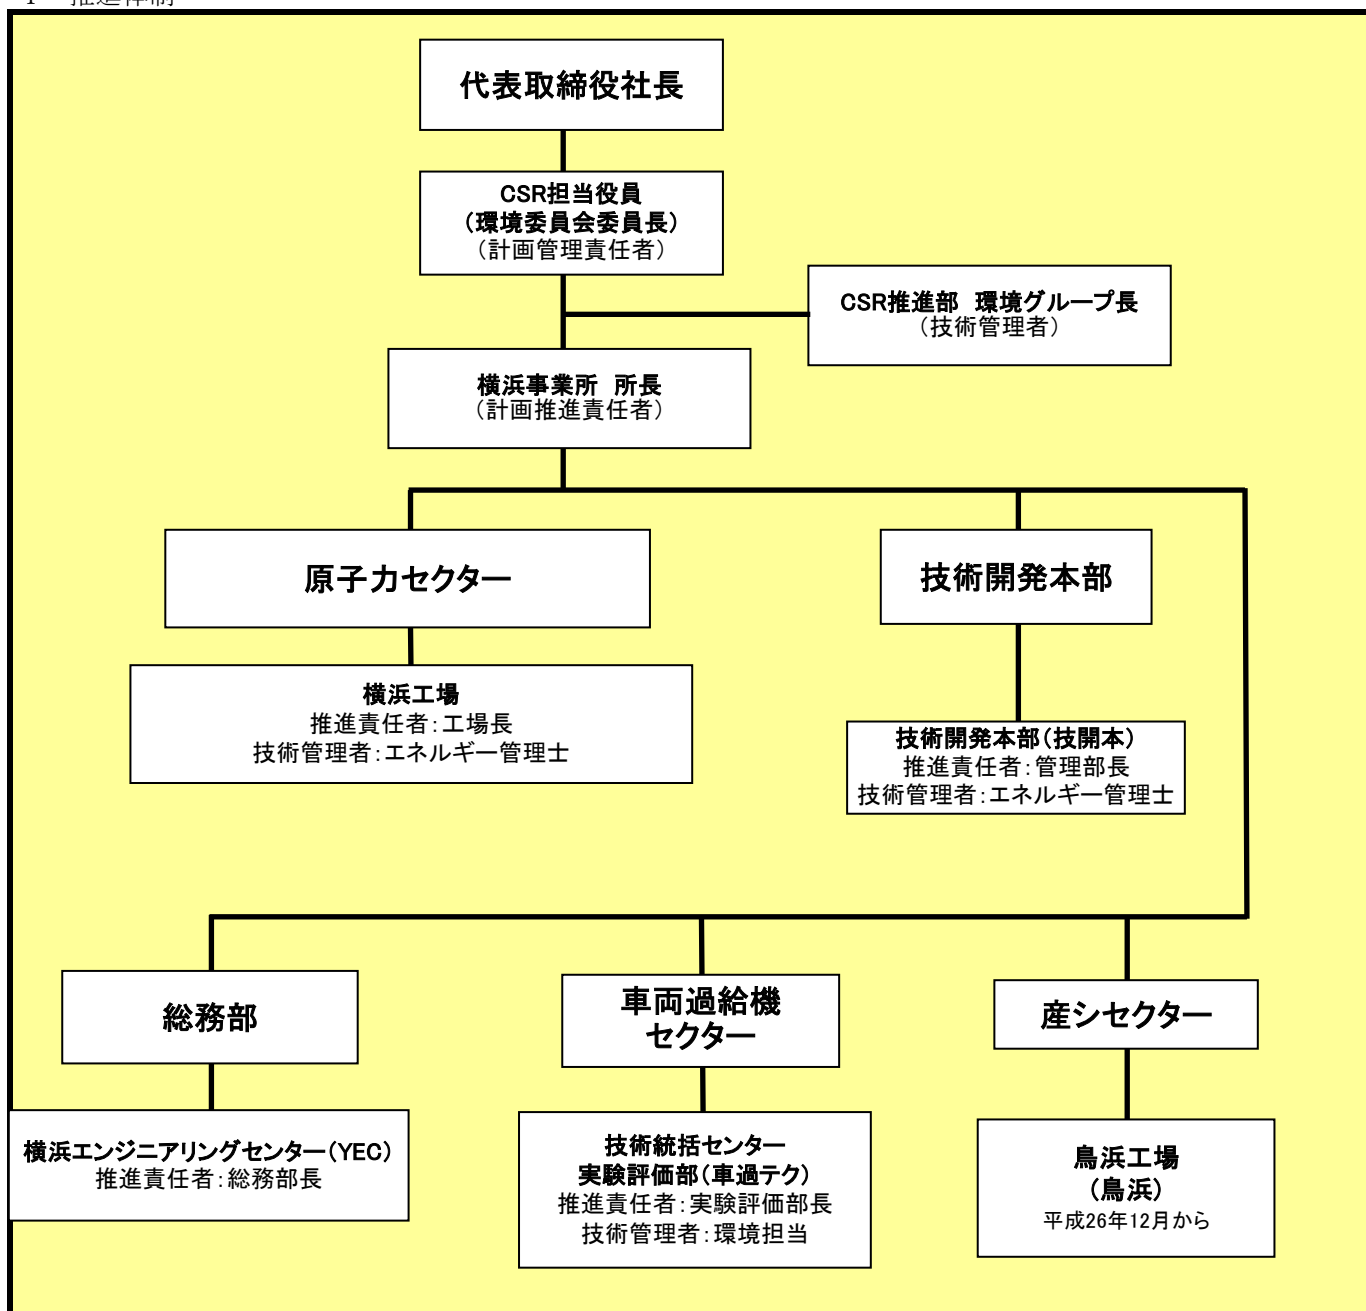 推進体制
代表取締役社長
CSR担当役員
(環境委員会委員長)
(計画管理責任者)
CSR推進部 環境グループ長
(技術管理者)
横浜事業所 所長
(計画推進責任者)
原子力セクター
技術開発本部
横浜工場
推進責任者:工場長
技術管理者:エネルギー管理士
技術開発本部(技開本)
推進責任者:管理部長
技術管理者:エネルギー管理士
総務部
車両過給機
セクター
産シセクター
横浜エンジニアリングセンター(YEC)
推進責任者:総務部長
技術統括センター
実験評価部(車過テク)
推進責任者:実験評価部長
技術管理者:環境担当
鳥浜工場
(鳥浜)
平成26年12月から